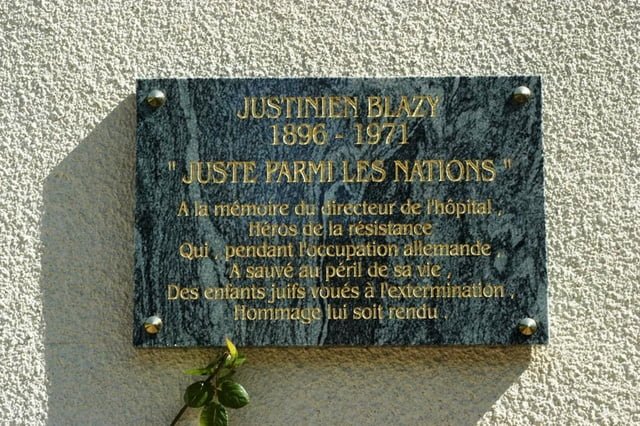 JUSTINIEN BLAZY
1896 - 1971
" JUSTE PARMI LES NATIONS "
A la mémoire du directeur de l'hôpital ,
Héros de la résistance
Qui , pendant l'occupation allemande ,
A sauvé au péril de sa vie ,
Des enfants juifs voués à l'extermination ,
Hommage lui soit rendu .